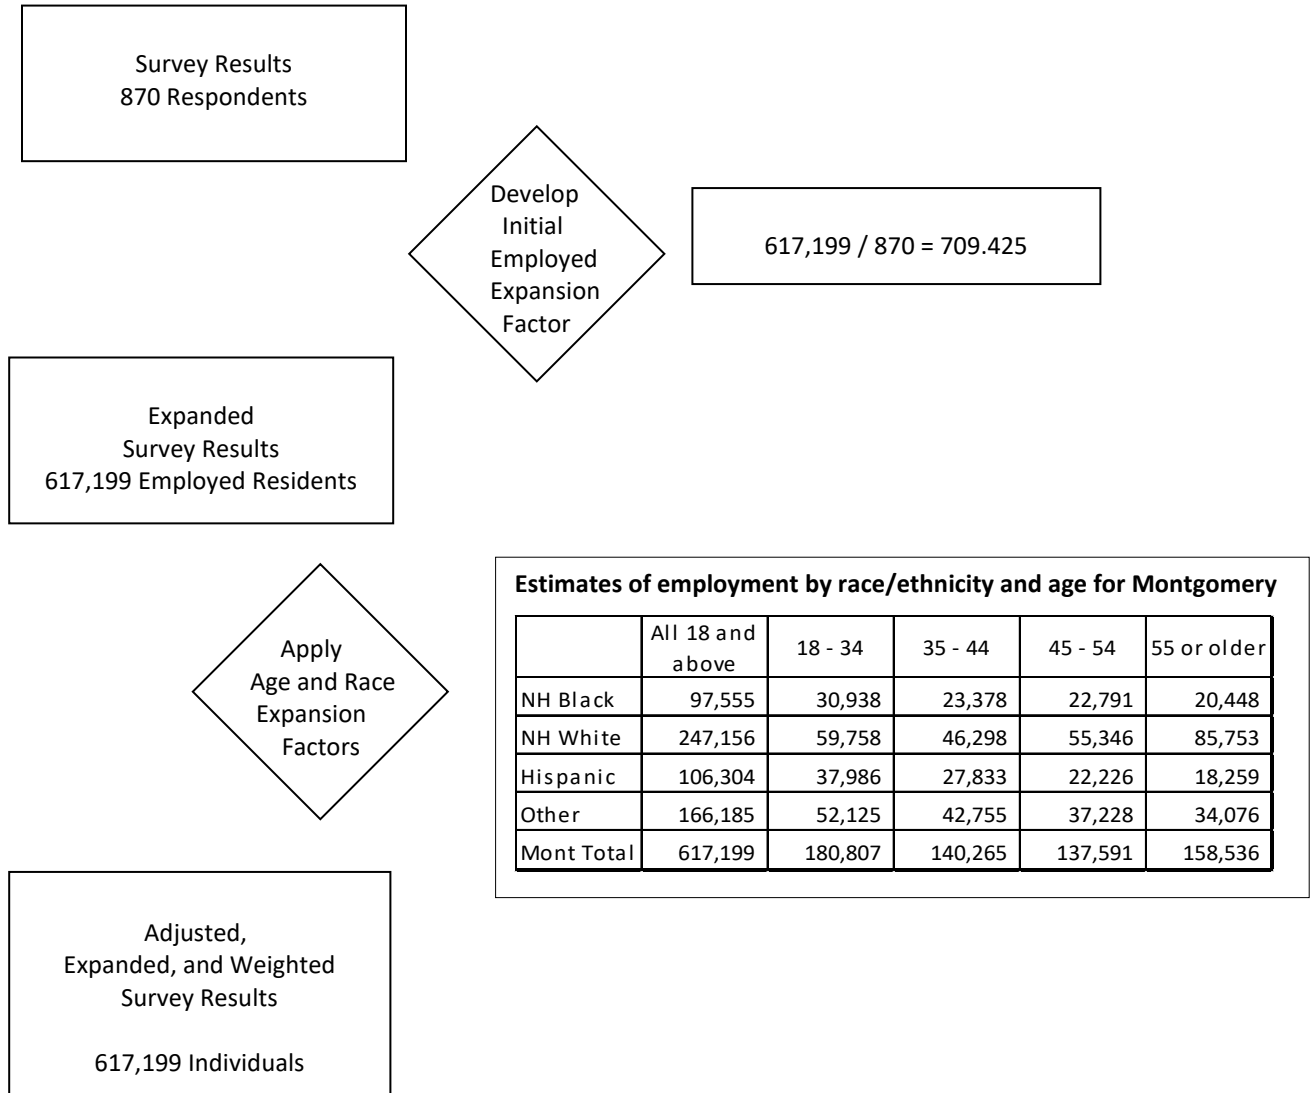 Survey Results
870 Respondents
Develop
Initial
Employed
Expansion
Factor
617,199 / 870 = 709.425
Expanded
Survey Results
617,199 Employed Residents
Apply
Age and Race
Expansion
Factors
Estimates of employment by race/ethnicity and age for Montgomery
All 18 and above 18 - 34 35 - 44 45 - 54 55 or older
NH Black 97,555 30,938 23,378 22,791 20,448
NH White 247,156 59,758 46,298 55,346 85,753
Hispanic 106,304 37,986 27,833 22,226 18,259
Other 166,185 52,125 42,755 37,228 34,076
Mont Total 617,199 180,807 140,265 137,591 158,536
Adjusted,
Expanded, and Weighted
Survey Results
617,199 Individuals